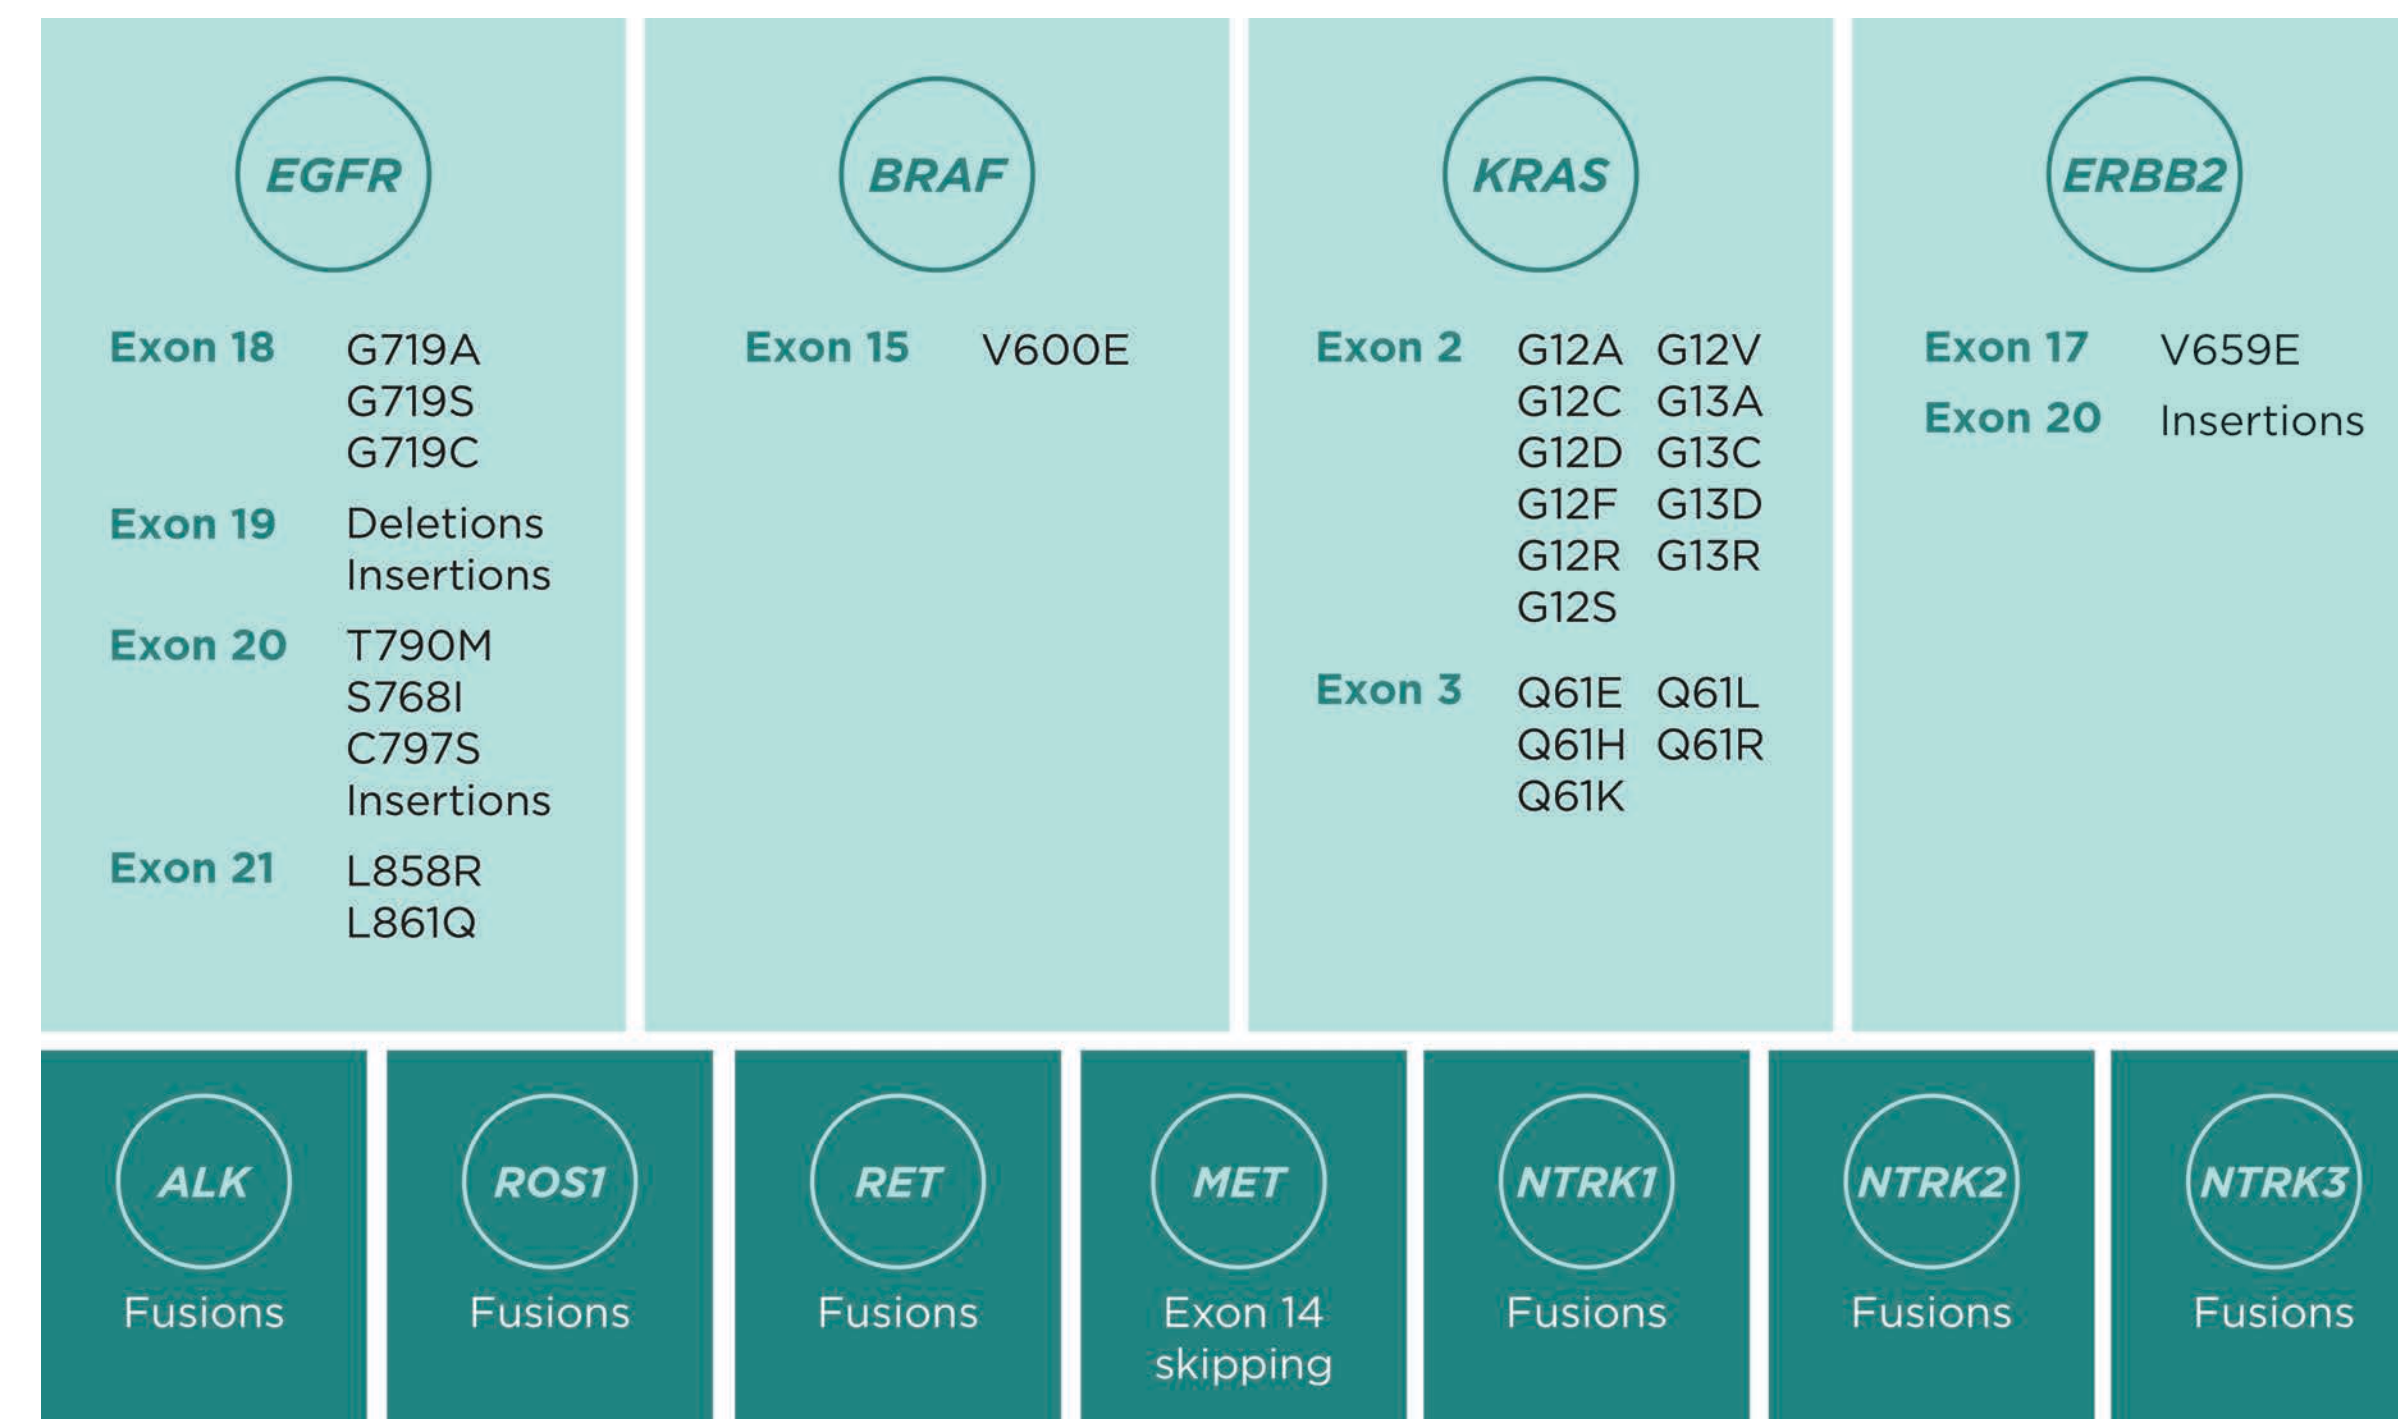 EGFR
Exon 18 G719A
G719S
G719C
Exon 19 Deletions
Insertions
Exon 20 T790M
S768I
C797S
Insertions
Exon 21 L858R
L861Q
BRAF
Exon 15 V600E
KRAS
Exon 2 G12A G12V
G12C G13A
G12D G13C
G12F G13D
G12R G13R
G12S
Exon 3 Q61E Q61L
Q61H Q61R
Q61K
ERBB2
Exon 17 V659E
Exon 20 Insertions
ALK
Fusions
ROS1
Fusions
RET
Fusions
MET
Exon 14
skipping
NTRK1
Fusions
NTRK2
Fusions
NTRK3
Fusions